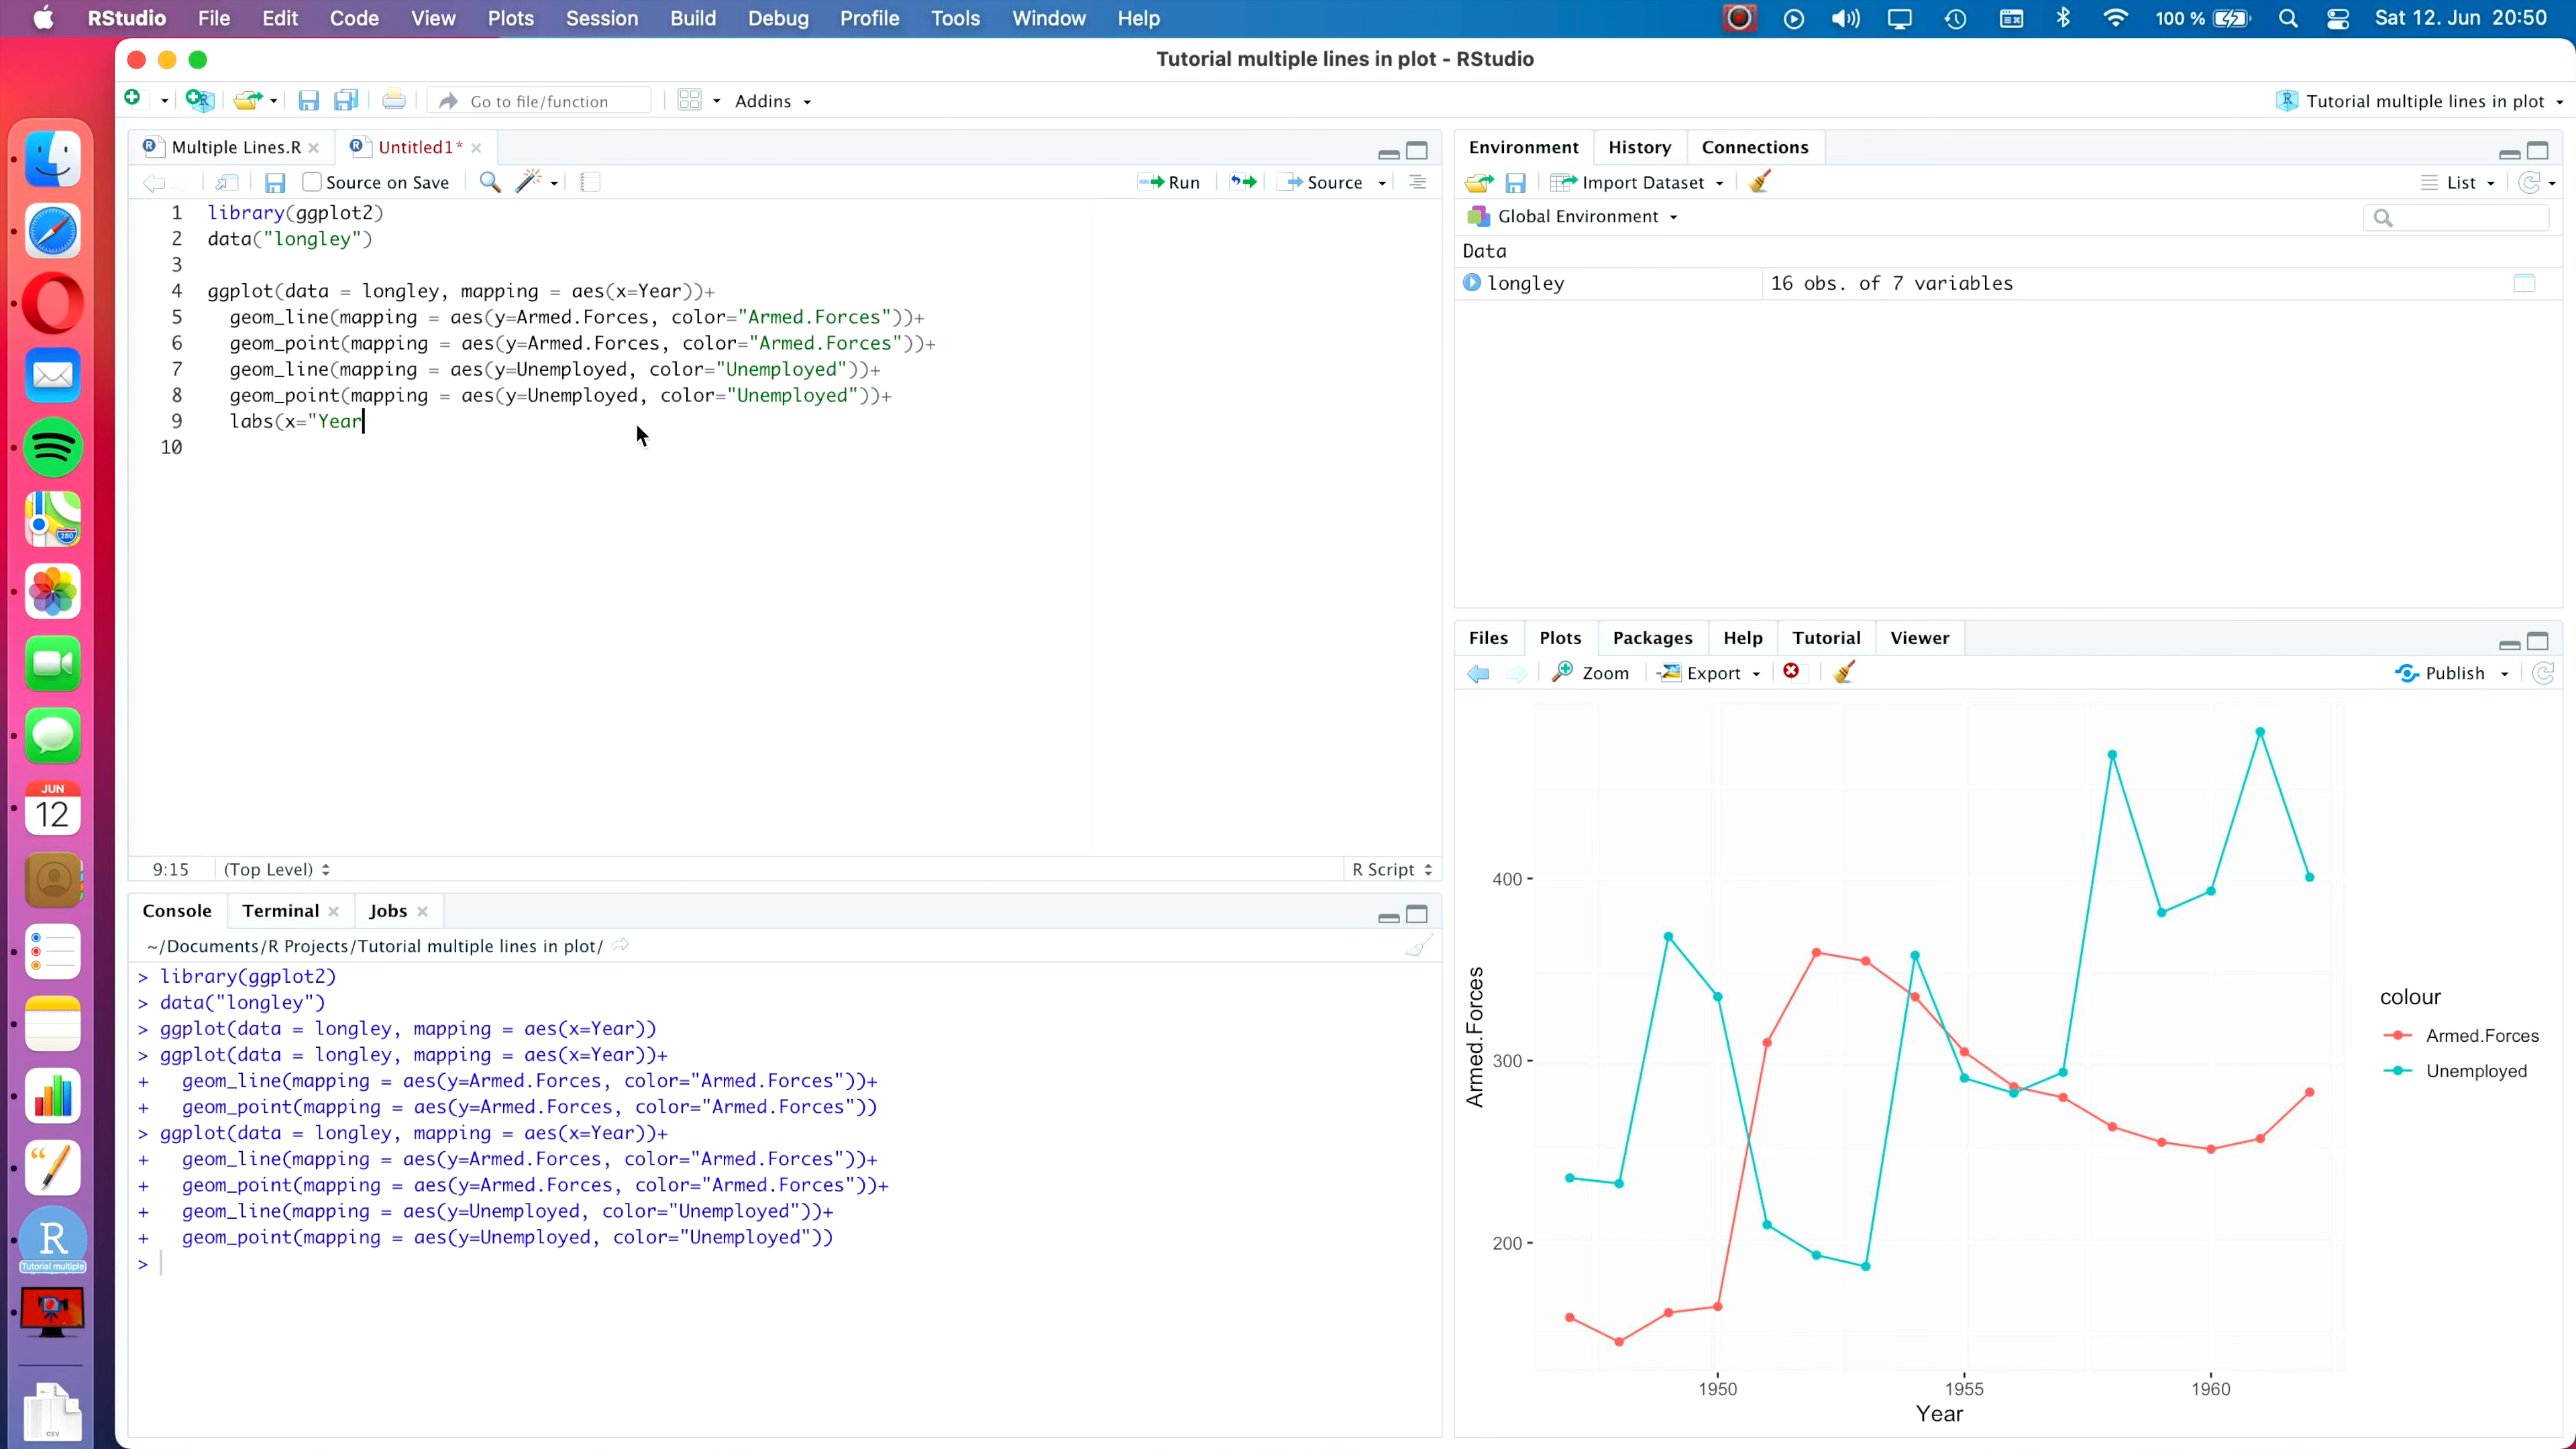 RStudio File Edit Code View Plots Session Build Debug Profile Tools Window Help 100 % Sat 12. Jun 20:50
Tutorial multiple lines in plot - RStudio
Go to file/function Addins Tutorial multiple lines in plot
Multiple Lines.R Untitled1*
Source on Save Run Source
1 library(ggplot2)
2 data("longley")
3
4 ggplot(data = longley, mapping = aes(x=Year))+
5 geom_line(mapping = aes(y=Armed.Forces, color="Armed.Forces"))+
6 geom_point(mapping = aes(y=Armed.Forces, color="Armed.Forces"))+
7 geom_line(mapping = aes(y=Unemployed, color="Unemployed"))+
8 geom_point(mapping = aes(y=Unemployed, color="Unemployed"))+
9 labs(x="Year
10
9:15 (Top Level) R Script
Console Terminal Jobs
~/Documents/R Projects/Tutorial multiple lines in plot/
> library(ggplot2)
> data("longley")
> ggplot(data = longley, mapping = aes(x=Year))
> ggplot(data = longley, mapping = aes(x=Year))+
+ geom_line(mapping = aes(y=Armed.Forces, color="Armed.Forces"))+
+ geom_point(mapping = aes(y=Armed.Forces, color="Armed.Forces"))
> ggplot(data = longley, mapping = aes(x=Year))+
+ geom_line(mapping = aes(y=Armed.Forces, color="Armed.Forces"))+
+ geom_point(mapping = aes(y=Armed.Forces, color="Armed.Forces"))+
+ geom_line(mapping = aes(y=Unemployed, color="Unemployed"))+
+ geom_point(mapping = aes(y=Unemployed, color="Unemployed"))
>
Environment History Connections
Import Dataset List
Global Environment
Data
longley 16 obs. of 7 variables
Files Plots Packages Help Tutorial Viewer
Zoom Export Publish
Armed.Forces
400
300
200
1950 1955 1960
Year
colour
Armed.Forces
Unemployed
280
JUN
12
R
Tutorial multiple
csv